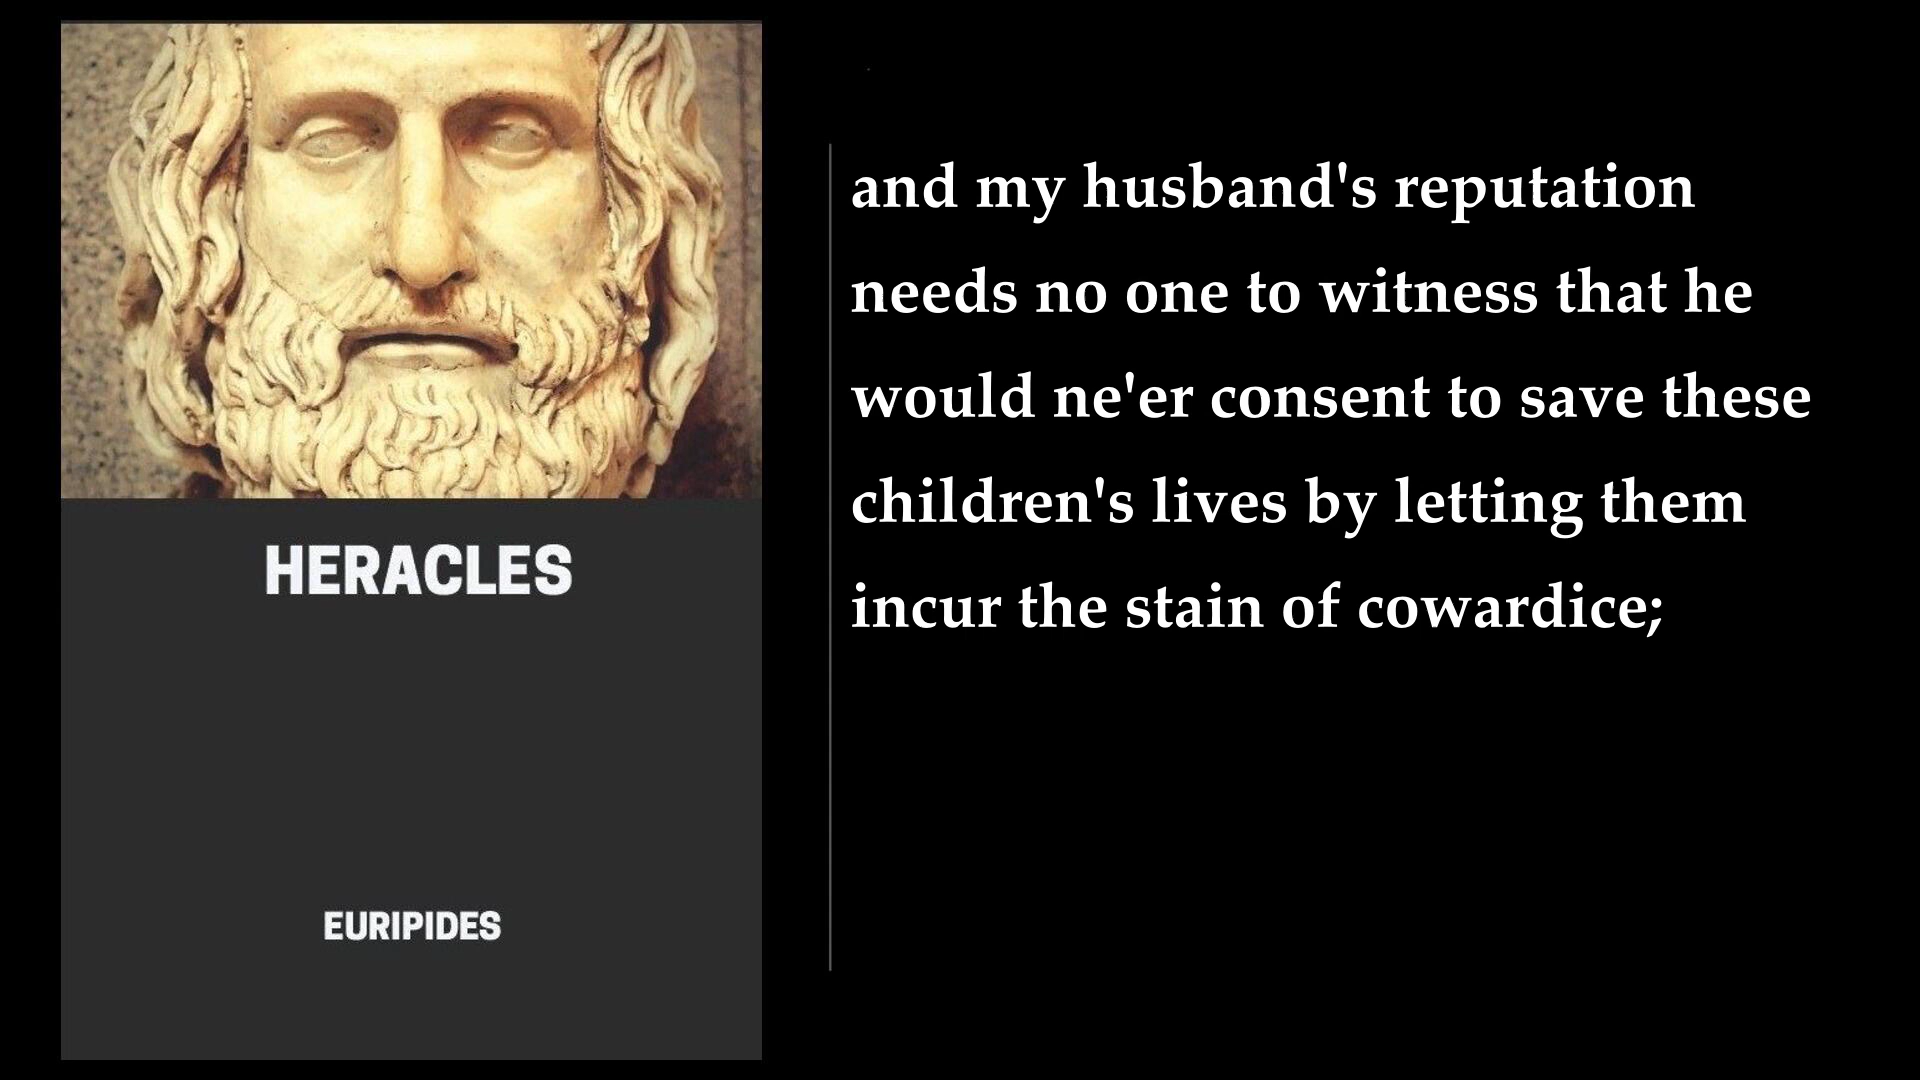 HERACLES
EURIPIDES
and my husband's reputation
needs no one to witness that he
would ne'er consent to save these
children's lives by letting them
incur the stain of cowardice;